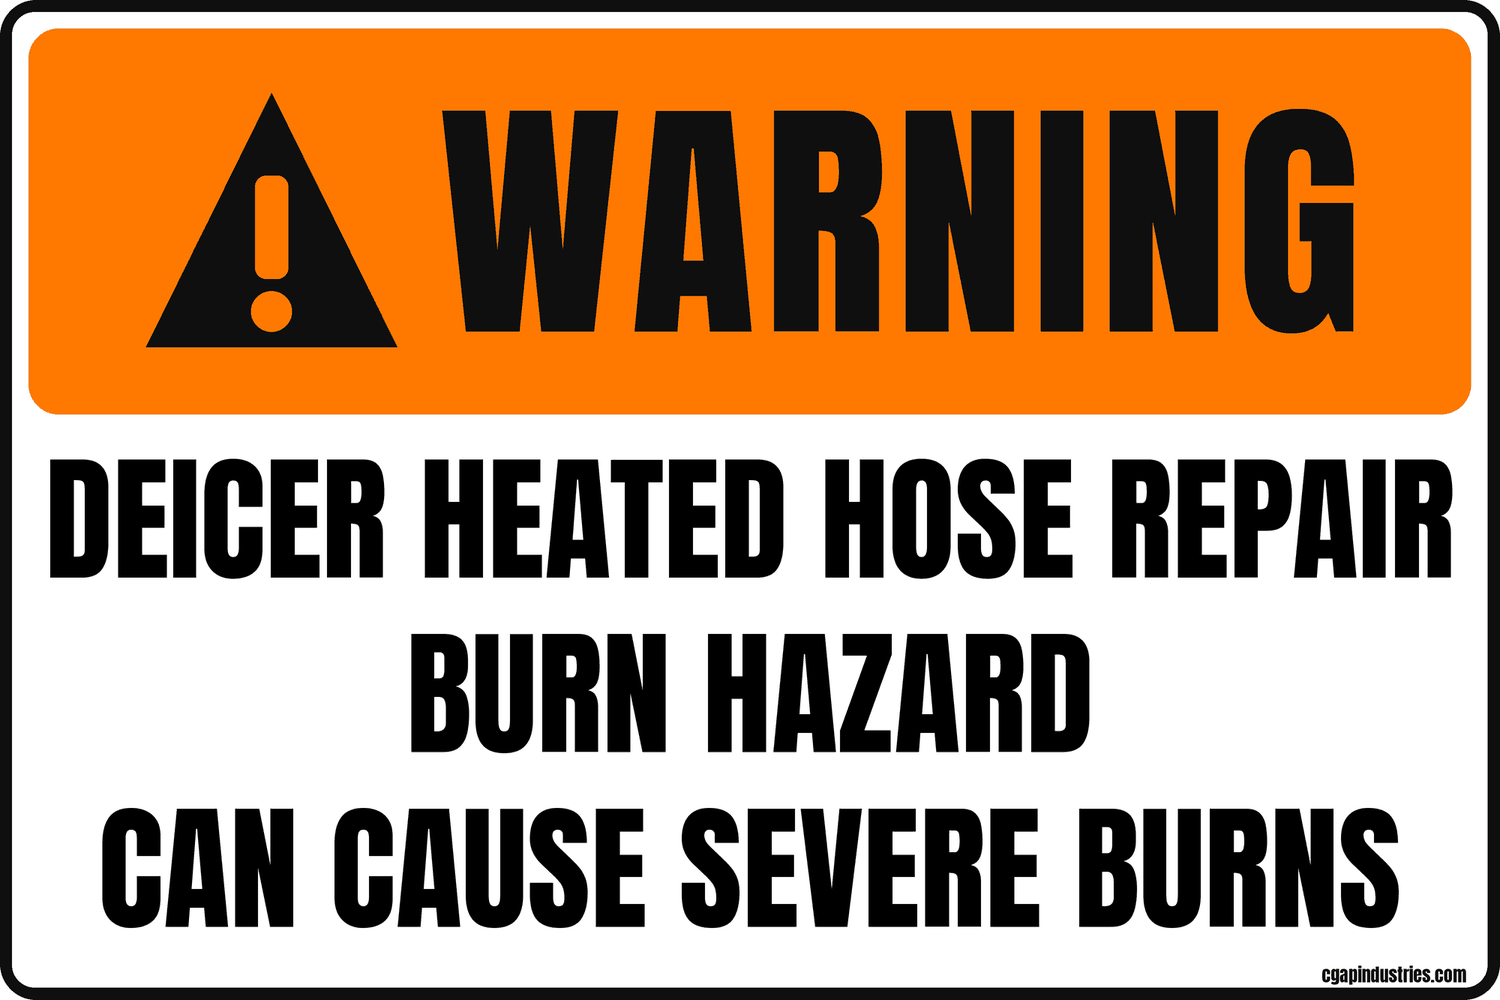 WARNING
DEICER HEATED HOSE REPAIR
BURN HAZARD
CAN CAUSE SEVERE BURNS
cgapindustries.com